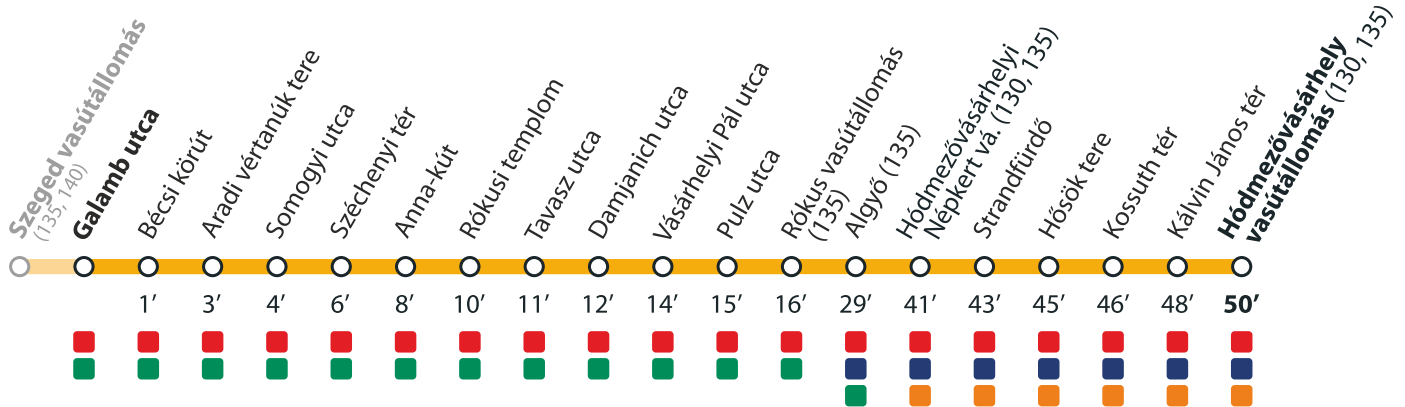 Szeged vasútállomás
(135, 140)
Galamb utca
Bécsi körút
Aradi vértanúk tere
Somogyi utca
Széchenyi tér
Anna-kút
Rókusi templom
Tavasz utca
Damjanich utca
Vásárhelyi Pál utca
Pulz utca
Rókus vasútállomás
(135)
Algyő (135)
Hódmezővásárhelyi
Népkert vá. (130, 135)
Strandfürdő
Hősök tere
Kossuth tér
Kálvin János tér
Hódmezővásárhely
vasútállomás (130, 135)
1’ 3’ 4’ 6’ 8’ 10’ 11’ 12’ 14’ 15’ 16’ 29’ 41’ 43’ 45’ 46’ 48’ 50’